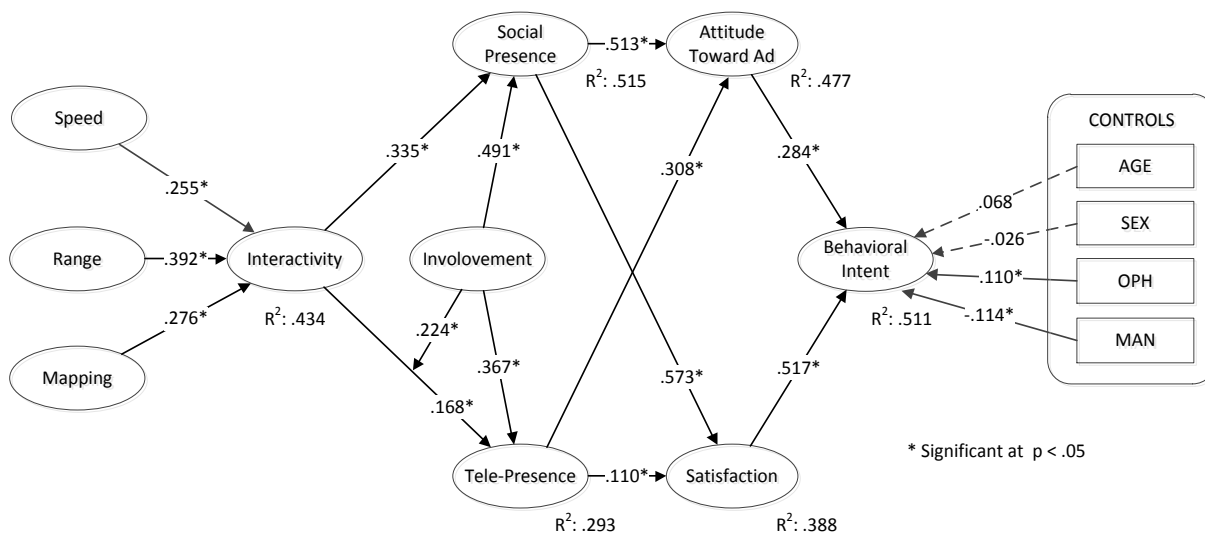 Social
Presence
.513*
Attitude
Toward Ad
R²: .515
R²: .477
Speed
CONTROLS
.335*
.491*
.308*
.284*
AGE
.255*
.068
SEX
-.026
Range
.392*
Interactivity
Involovement
Behavioral
Intent
.110*
OPH
.276*
R²: .434
.224*
R²: .511
-.114*
MAN
Mapping
.367*
.573*
.517*
.168*
Tele-Presence
.110*
Satisfaction
* Significant at p < .05
R²: .293
R²: .388